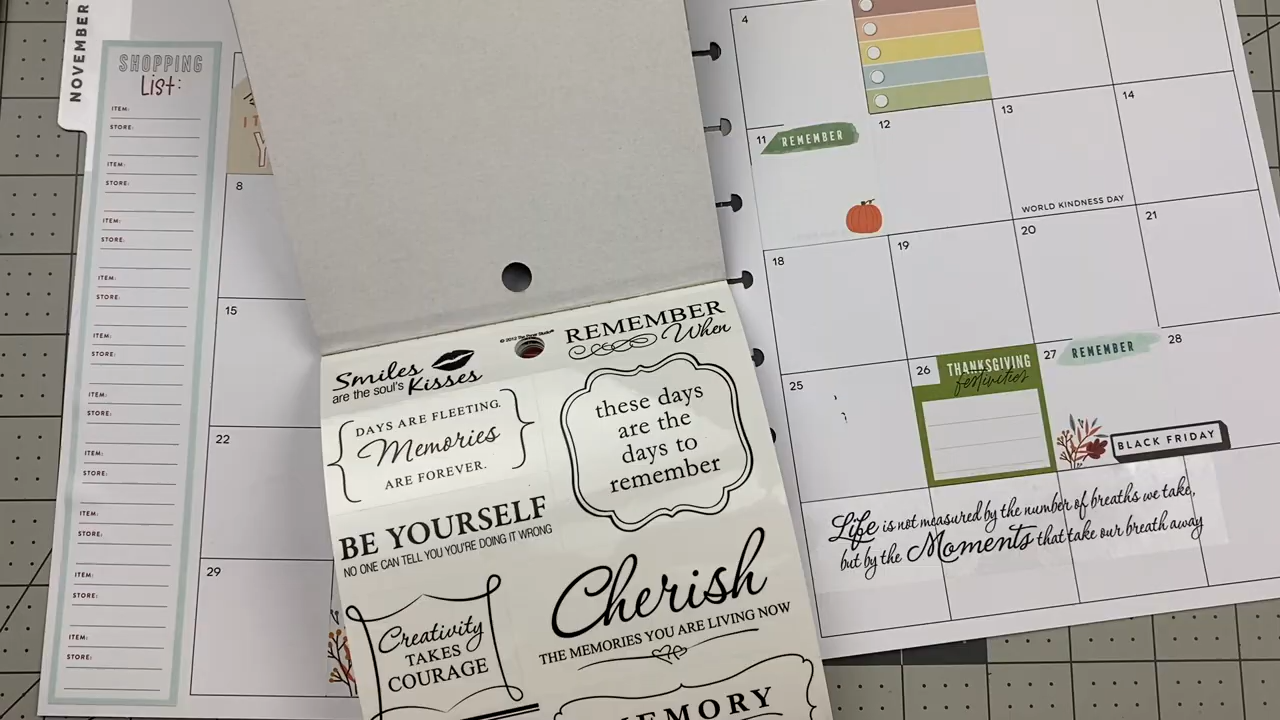 NOVEMBER
SHOPPING
List:
ITEM:
STORE:
ITEM:
STORE:
ITEM:
STORE:
ITEM:
STORE:
ITEM:
STORE:
ITEM:
STORE:
ITEM:
STORE:
ITEM:
STORE:
ITEM:
STORE:
ITEM:
STORE:
8
15
22
29
Smiles
are the soul's Kisses
REMEMBER
When
DAYS ARE FLEETING.
Memories
ARE FOREVER.
these days
are the
days to
remember
BE YOURSELF
NO ONE CAN TELL YOU YOU'RE DOING IT WRONG
Creativity
TAKES
COURAGE
Cherish
THE MEMORIES YOU ARE LIVING NOW
MEMORY
4
11
REMEMBER
12
13
WORLD KINDNESS DAY
14
18
19
20
21
25
26
THANKSGIVING
festivities
27
REMEMBER
BLACK FRIDAY
28
Life is not measured by the number of breaths we take,
but by the Moments that take our breath away